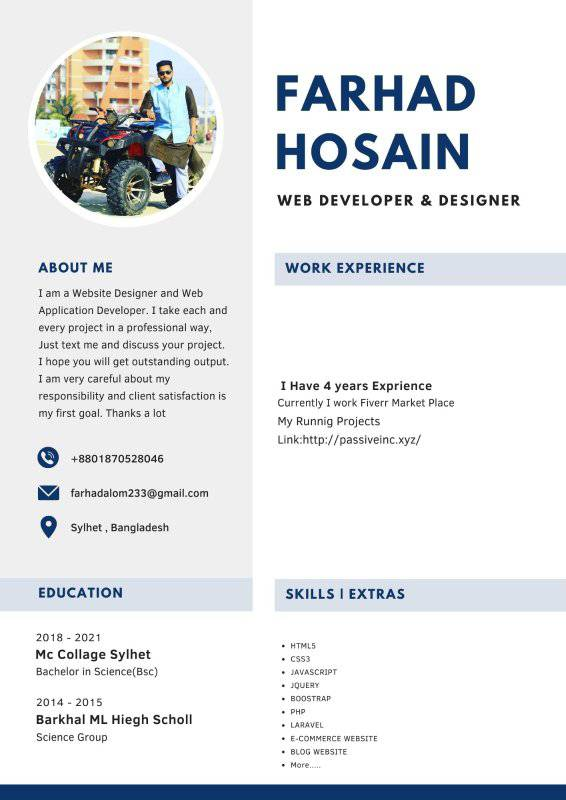 FARHAD
HOSAIN
WEB DEVELOPER & DESIGNER
ABOUT ME
I am a Website Designer and Web
Application Developer. I take each and
every project in a professional way,
Just text me and discuss your project.
I hope you will get outstanding output.
I am very careful about my
responsibility and client satisfaction is
my first goal. Thanks a lot
+8801870528046
farhadalom233@gmail.com
Sylhet , Bangladesh
WORK EXPERIENCE
I Have 4 years Exprience
Currently I work Fiverr Market Place
My Runnig Projects
Link:http://passiveinc.xyz/
EDUCATION
2018 - 2021
Mc Collage Sylhet
Bachelor in Science(Bsc)
2014 - 2015
Barkhal ML Hiegh Scholl
Science Group
SKILLS | EXTRAS
• HTML5
• CSS3
• JAVASCRIPT
• JQUERY
• BOOSTRAP
• PHP
• LARAVEL
• E-COMMERCE WEBSITE
• BLOG WEBSITE
• More.....